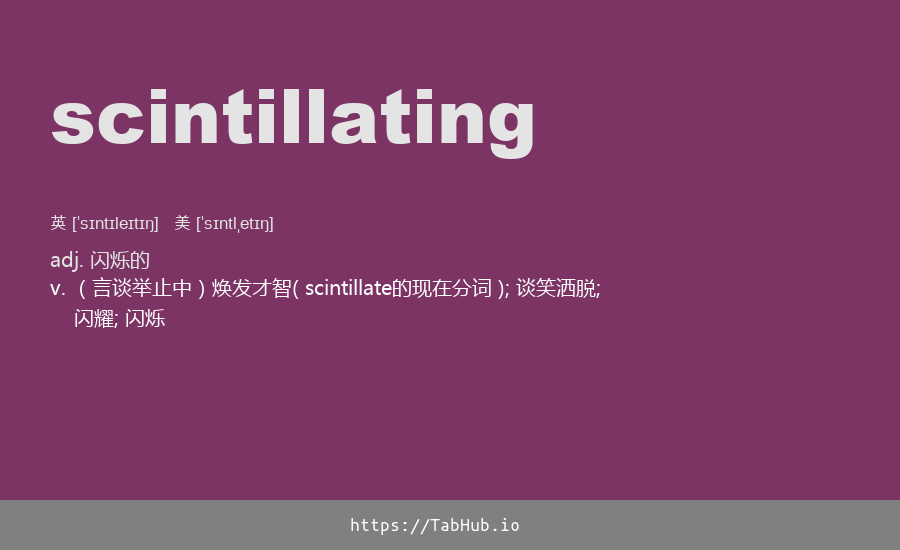 scintillating
英 [ˈsɪntɪleɪtɪŋ] 美 [ˈsɪntlˌetɪŋ]
adj. 闪烁的
v. ( 言谈举止中 ) 焕发才智( scintillate的现在分词 ); 谈笑洒脱;
闪耀; 闪烁
https://TabHub.io